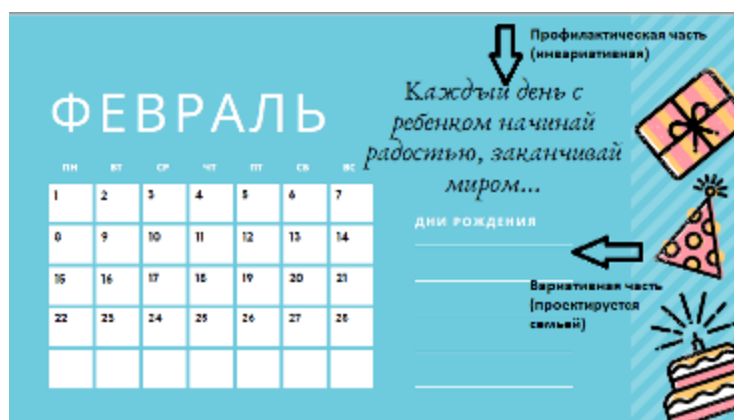 Профилактическая часть
(инвариативная)
Каждый день с
ребенком начинай
радостью, заканчивай
миром...
ФЕВРАЛЬ
ПН ВТ СР ЧТ ПТ СБ ВС
1 2 3 4 5 6 7
8 9 10 11 12 13 14
15 16 17 18 19 20 21
22 23 24 25 26 27 28
ДНИ РОЖДЕНИЯ
Вариативная часть
(проектируется
семьей)